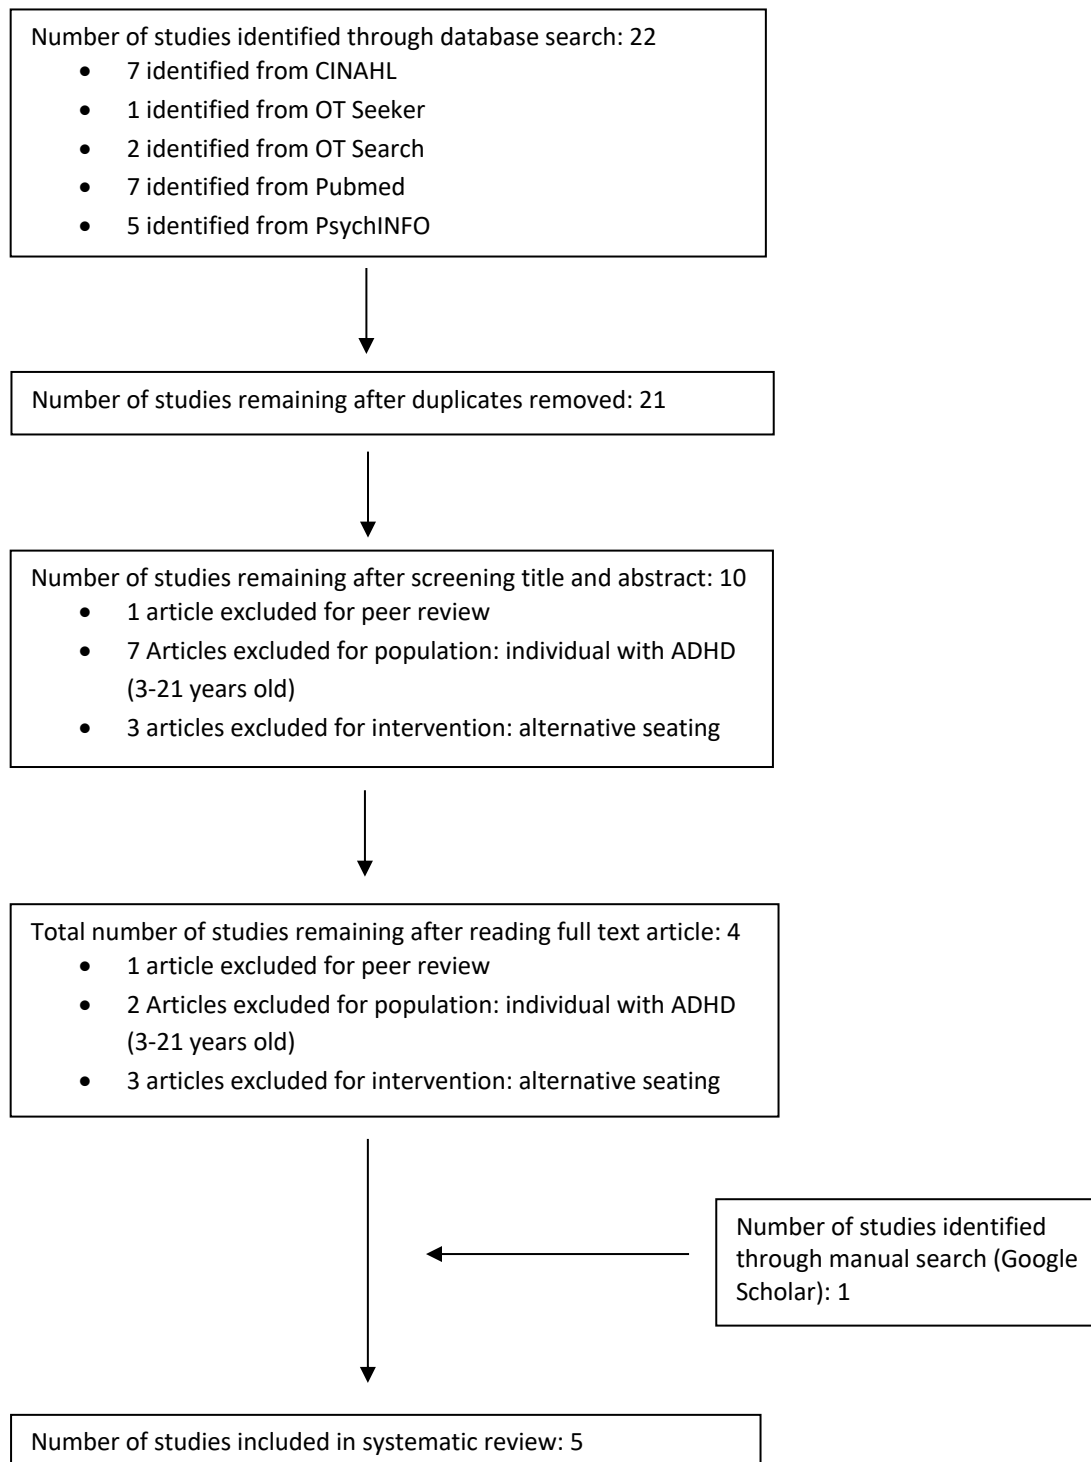 Number of studies identified through database search: 22
• 7 identified from CINAHL
• 1 identified from OT Seeker
• 2 identified from OT Search
• 7 identified from Pubmed
• 5 identified from PsychINFO
Number of studies remaining after duplicates removed: 21
Number of studies remaining after screening title and abstract: 10
• 1 article excluded for peer review
• 7 Articles excluded for population: individual with ADHD
(3-21 years old)
• 3 articles excluded for intervention: alternative seating
Total number of studies remaining after reading full text article: 4
• 1 article excluded for peer review
• 2 Articles excluded for population: individual with ADHD
(3-21 years old)
• 3 articles excluded for intervention: alternative seating
Number of studies identified
through manual search (Google
Scholar): 1
Number of studies included in systematic review: 5